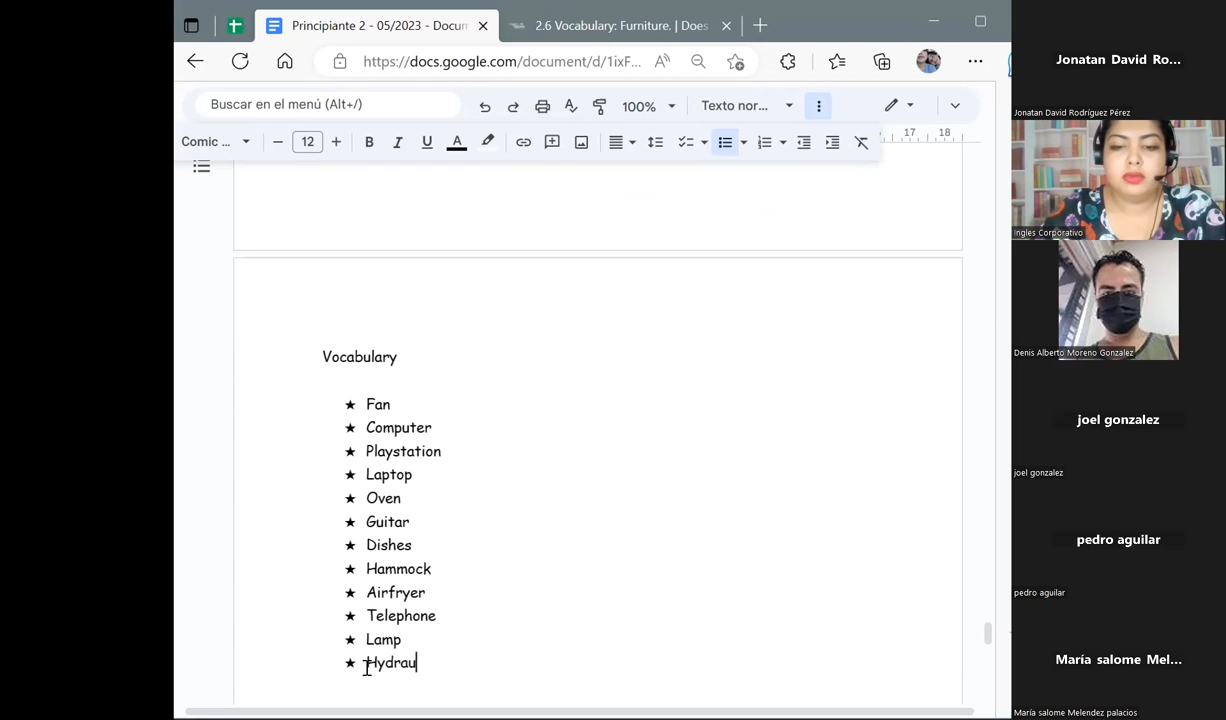 Principiante 2 - 05/2023 - Docum
2.6 Vocabulary: Furniture. | Does
https://docs.google.com/document/d/1ixF...
Buscar en el menú (Alt+/)
100%
Texto nor...
Comic ...
12
B I U A
17 18
Vocabulary
★ Fan
★ Computer
★ Playstation
★ Laptop
★ Oven
★ Guitar
★ Dishes
★ Hammock
★ Airfryer
★ Telephone
★ Lamp
★ Hydrau
Jonatan David Ro...
Jonatan David Rodríguez Pérez
Ingles Corporativo
Denis Alberto Moreno Gonzalez
joel gonzalez
joel gonzalez
pedro aguilar
pedro aguilar
María salome Mel...
María salome Melendez palacios